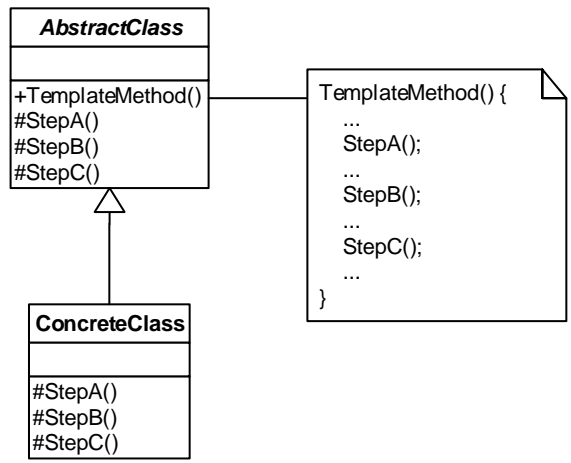 AbstractClass
+TemplateMethod()
#StepA()
#StepB()
#StepC()
TemplateMethod() {
...
StepA();
...
StepB();
...
StepC();
...
}
ConcreteClass
#StepA()
#StepB()
#StepC()